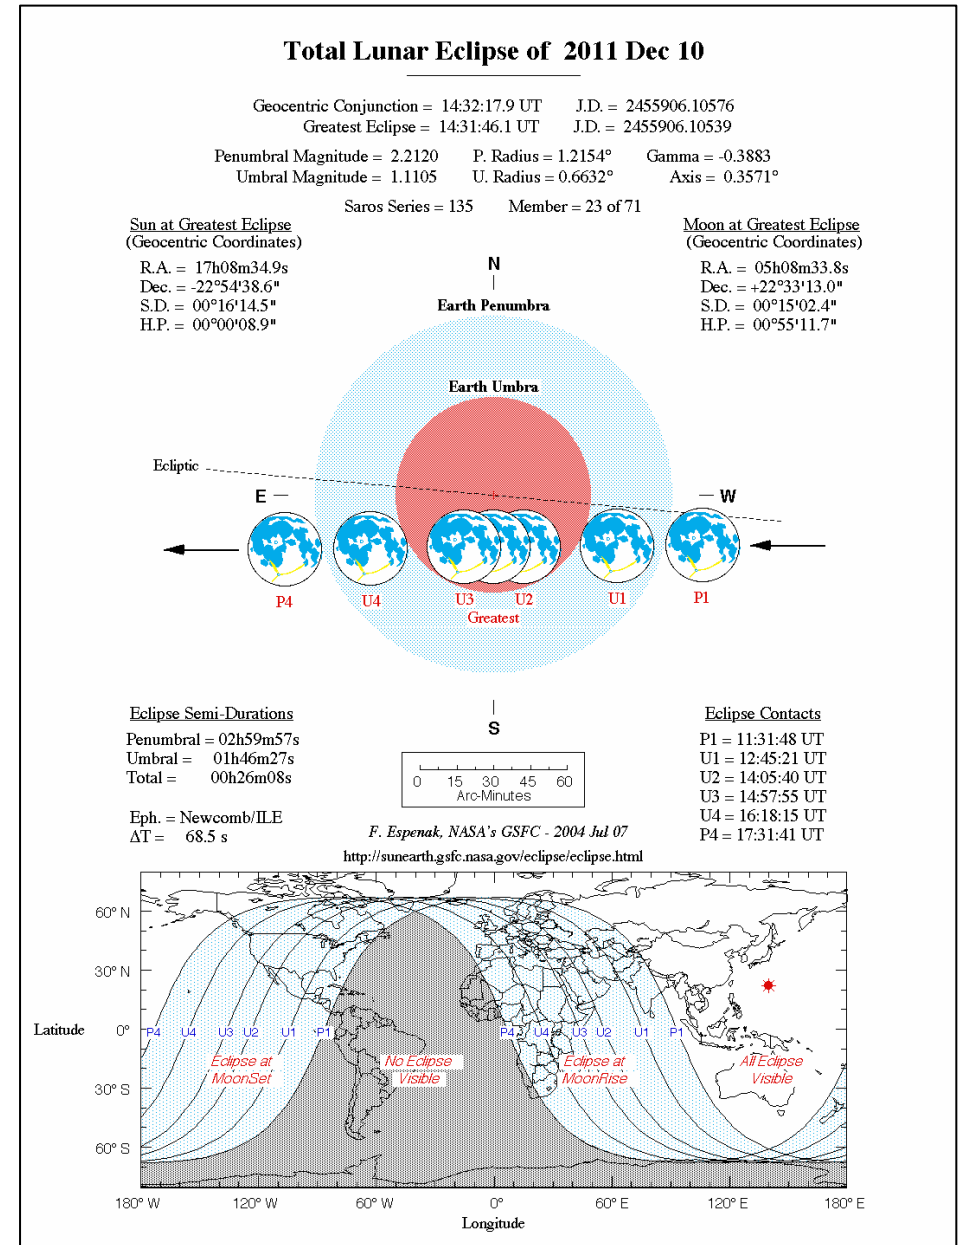 Total Lunar Eclipse of 2011 Dec 10
Geocentric Conjunction = 14:32:17.9 UT J.D. = 2455906.10576
Greatest Eclipse = 14:31:46.1 UT J.D. = 2455906.10539
Penumbral Magnitude = 2.2120 P. Radius = 1.2154° Gamma = -0.3883
Umbral Magnitude = 1.1105 U. Radius = 0.6632° Axis = 0.3571°
Saros Series = 135 Member = 23 of 71
Sun at Greatest Eclipse
(Geocentric Coordinates)
R.A. = 17h08m34.9s
Dec. = -22°54'38.6"
S.D. = 00°16'14.5"
H.P. = 00°00'08.9"
Moon at Greatest Eclipse
(Geocentric Coordinates)
R.A. = 05h08m33.8s
Dec. = +22°33'13.0"
S.D. = 00°15'02.4"
H.P. = 00°55'11.7"
N
Earth Penumbra
Earth Umbra
Ecliptic
E
W
P4 U4 U3 U2 U1 P1
Greatest
S
Eclipse Semi-Durations
Penumbral = 02h59m57s
Umbral = 01h46m27s
Total = 00h26m08s
Eph. = Newcomb/ILE
ΔT = 68.5 s
0 15 30 45 60
Arc-Minutes
F. Espenak, NASA's GSFC - 2004 Jul 07
http://sunearth.gsfc.nasa.gov/eclipse/eclipse.html
Eclipse Contacts
P1 = 11:31:48 UT
U1 = 12:45:21 UT
U2 = 14:05:40 UT
U3 = 14:57:55 UT
U4 = 16:18:15 UT
P4 = 17:31:41 UT
60° N
30° N
Latitude 0°
30° S
60° S
P4 U4 U3 U2 U1 P1 P4 U4 U3 U2 U1 P1
Eclipse at
MoonSet
No Eclipse
Visible
Eclipse at
MoonRise
All Eclipse
Visible
180° W 120° W 60° W 0° 60° E 120° E 180° E
Longitude